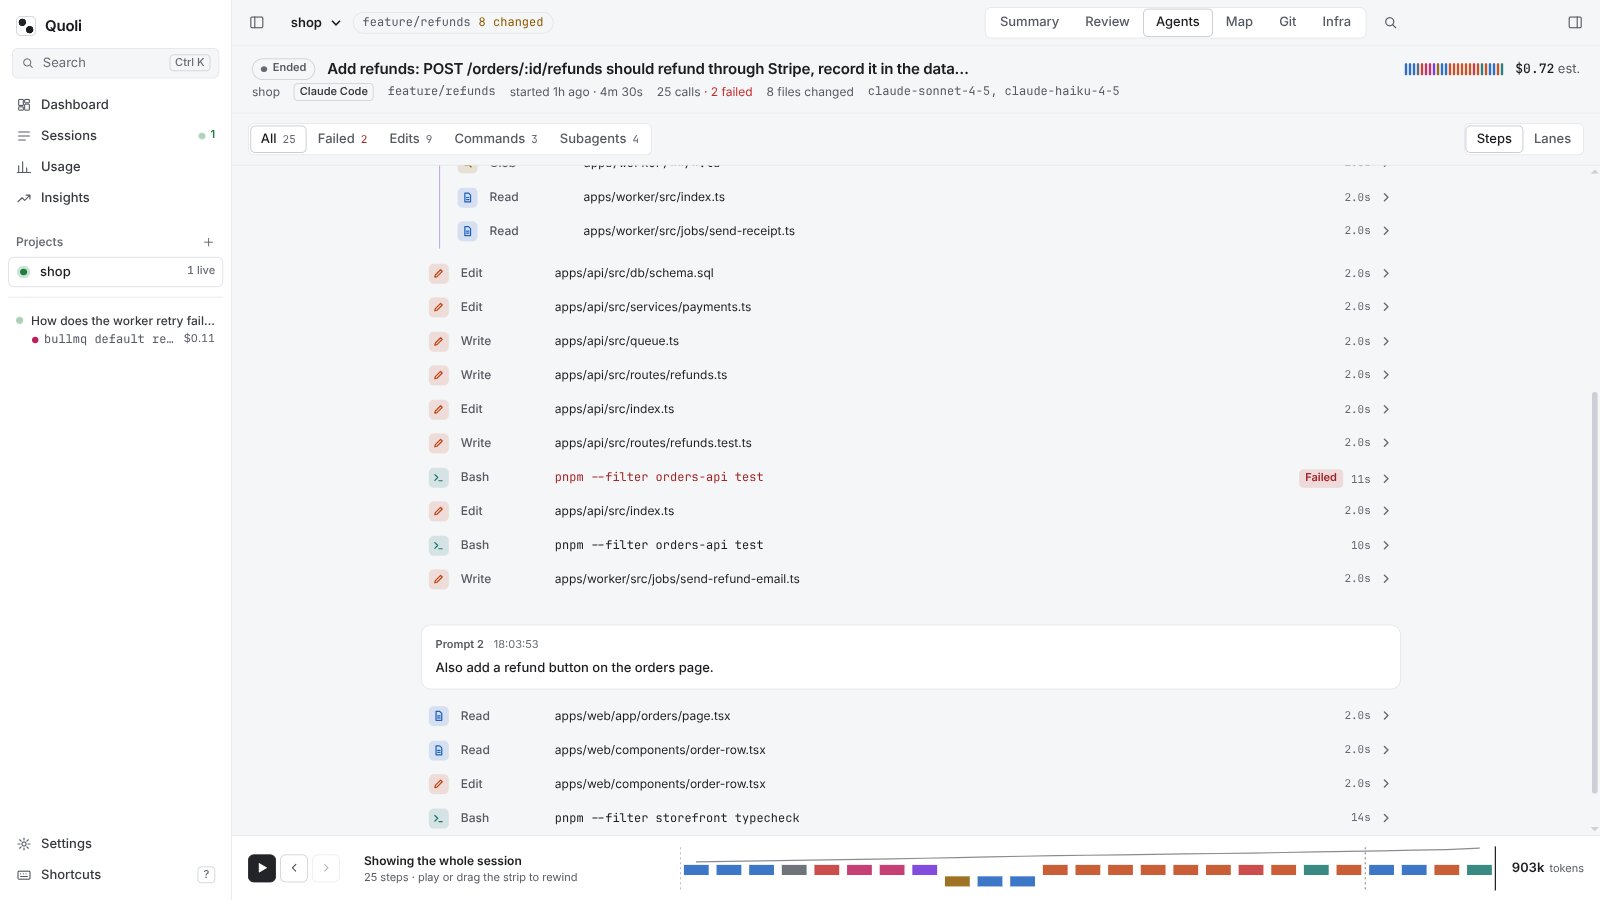 Quoli
Search Ctrl K
Dashboard
Sessions 1
Usage
Insights
Projects
shop 1 live
How does the worker retry fail...
bullmq default re... $0.11
Settings
Shortcuts ?
shop feature/refunds 8 changed
Summary Review Agents Map Git Infra
Ended Add refunds: POST /orders/:id/refunds should refund through Stripe, record it in the data...
$0.72 est.
shop Claude Code feature/refunds started 1h ago · 4m 30s 25 calls · 2 failed 8 files changed claude-sonnet-4-5, claude-haiku-4-5
All 25 Failed 2 Edits 9 Commands 3 Subagents 4
Steps Lanes
Read apps/worker/src/index.ts 2.0s
Read apps/worker/src/jobs/send-receipt.ts 2.0s
Edit apps/api/src/db/schema.sql 2.0s
Edit apps/api/src/services/payments.ts 2.0s
Write apps/api/src/queue.ts 2.0s
Write apps/api/src/routes/refunds.ts 2.0s
Edit apps/api/src/index.ts 2.0s
Write apps/api/src/routes/refunds.test.ts 2.0s
Bash pnpm --filter orders-api test Failed 11s
Edit apps/api/src/index.ts 2.0s
Bash pnpm --filter orders-api test 10s
Write apps/worker/src/jobs/send-refund-email.ts 2.0s
Prompt 2 18:03:53
Also add a refund button on the orders page.
Read apps/web/app/orders/page.tsx 2.0s
Read apps/web/components/order-row.tsx 2.0s
Edit apps/web/components/order-row.tsx 2.0s
Bash pnpm --filter storefront typecheck 14s
Showing the whole session
25 steps · play or drag the strip to rewind
903k tokens